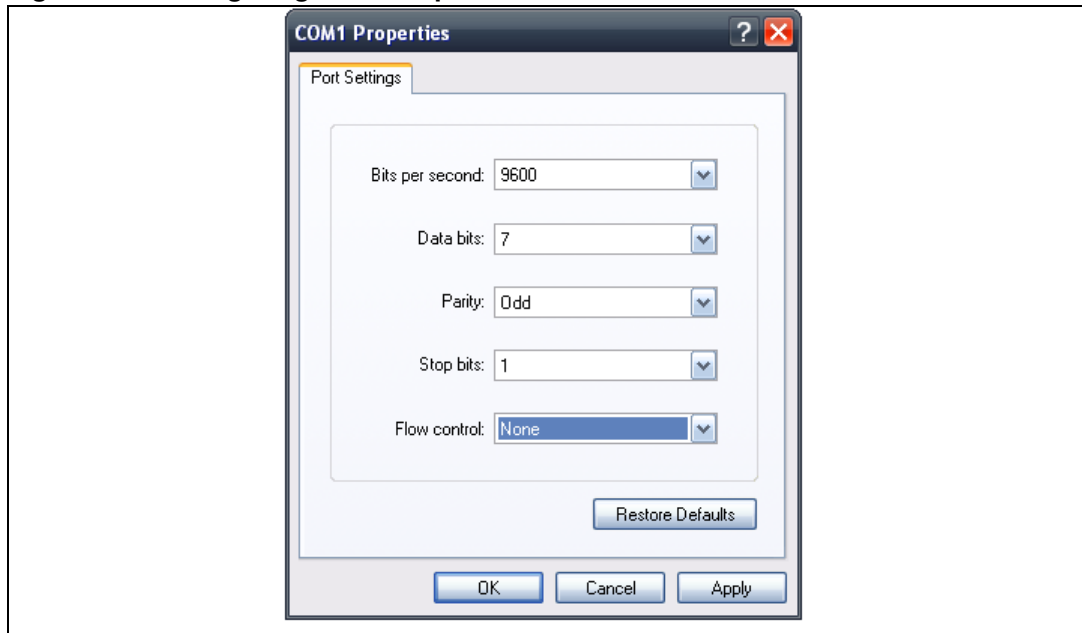 COM1 Properties
Port Settings
Bits per second: 9600
Data bits: 7
Parity: Odd
Stop bits: 1
Flow control: None
Restore Defaults
OK Cancel Apply